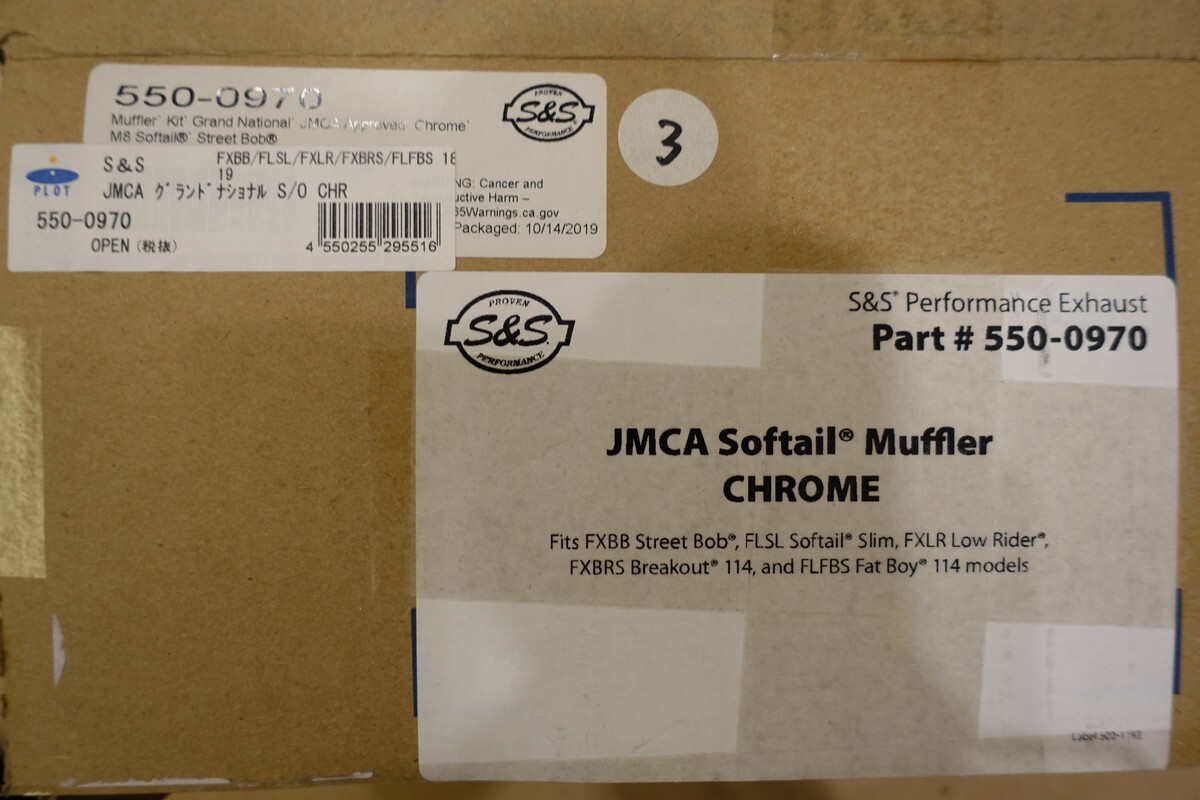 550-0970
Muffler Kit Grand National JMCA Approved Chrome
M8 Softail® Street Bob®
PROVEN
S&S
PERFORMANCE
3
PLOT
S&S
FXBB/FLSL/FXLR/FXBRS/FLFBS 18
19
JMCA グランドナショナル S/O CHR
550-0970
OPEN (税抜)
4 550255 295516
NG: Cancer and
uctive Harm –
65Warnings.ca.gov
Packaged: 10/14/2019
PROVEN
S&S
PERFORMANCE
S&S® Performance Exhaust
Part # 550-0970
JMCA Softail® Muffler
CHROME
Fits FXBB Street Bob®, FLSL Softail® Slim, FXLR Low Rider®,
FXBRS Breakout® 114, and FLFBS Fat Boy® 114 models
Label